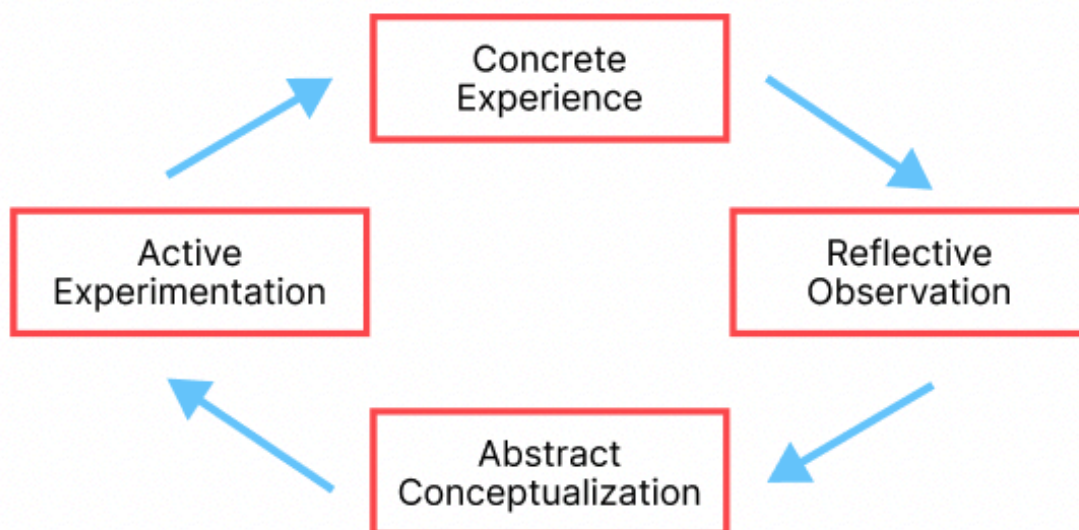 Concrete
Experience
Active
Experimentation
Reflective
Observation
Abstract
Conceptualization